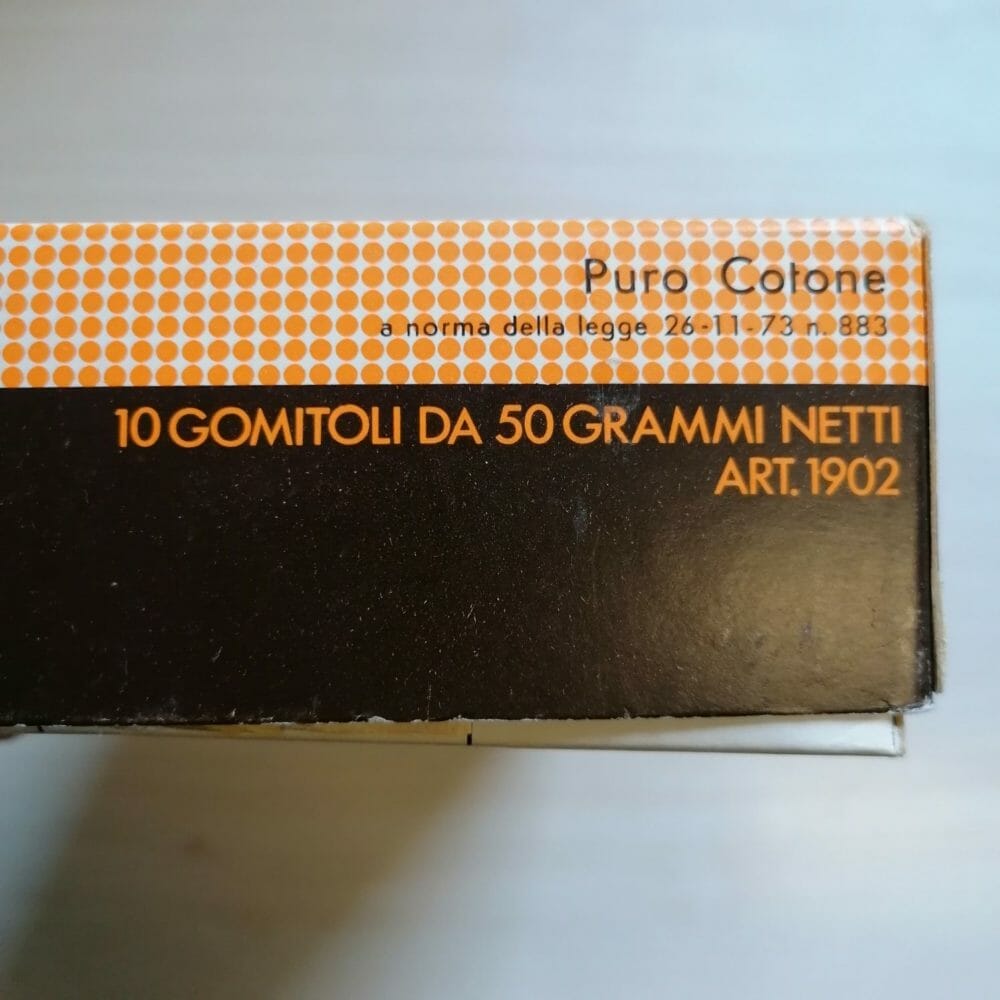 Puro Cotone
a norma della legge 26-11-73 n. 883
10 GOMITOLI DA 50 GRAMMI NETTI
ART. 1902